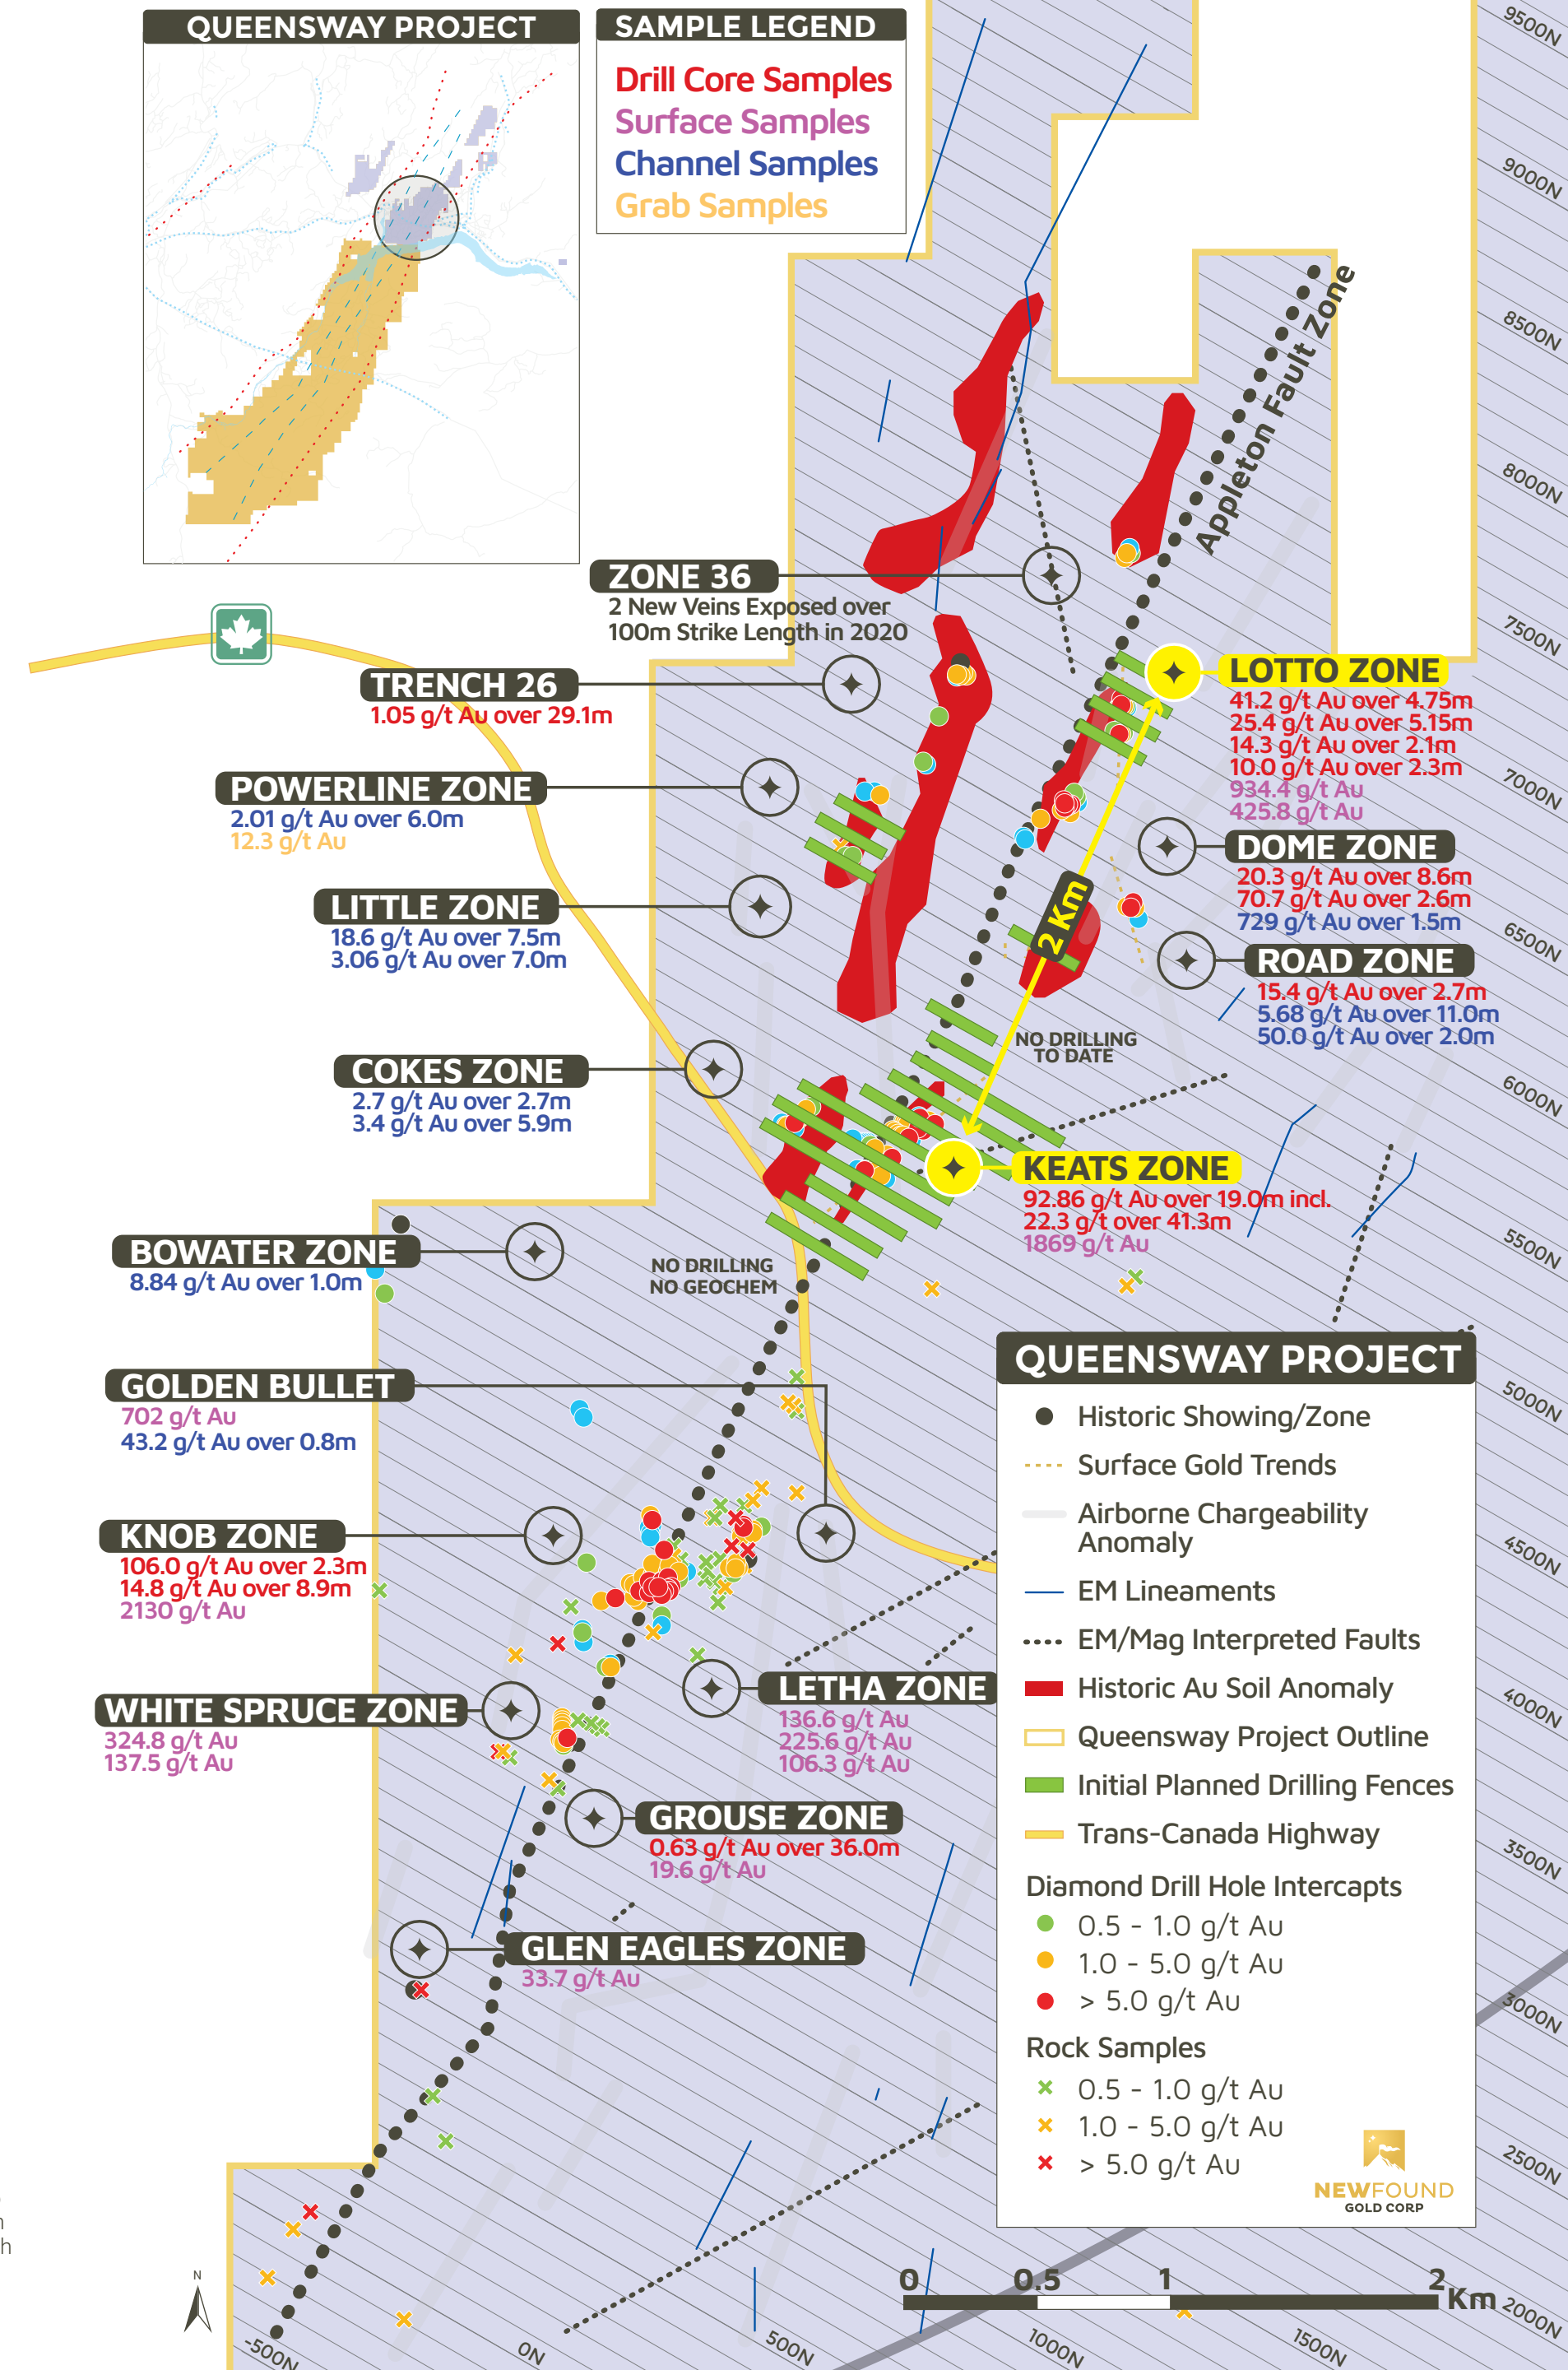 QUEENSWAY PROJECT
SAMPLE LEGEND
Drill Core Samples
Surface Samples
Channel Samples
Grab Samples
9500N
9000N
8500N
8000N
7500N
7000N
6500N
6000N
5500N
5000N
4500N
4000N
3500N
3000N
2500N
2000N
Appleton Fault Zone
ZONE 36
2 New Veins Exposed over
100m Strike Length in 2020
TRENCH 26
1.05 g/t Au over 29.1m
LOTTO ZONE
41.2 g/t Au over 4.75m
25.4 g/t Au over 5.15m
14.3 g/t Au over 2.1m
10.0 g/t Au over 2.3m
934.4 g/t Au
425.8 g/t Au
POWERLINE ZONE
2.01 g/t Au over 6.0m
12.3 g/t Au
DOME ZONE
20.3 g/t Au over 8.6m
70.7 g/t Au over 2.6m
729 g/t Au over 1.5m
LITTLE ZONE
18.6 g/t Au over 7.5m
3.06 g/t Au over 7.0m
2 Km
ROAD ZONE
15.4 g/t Au over 2.7m
5.68 g/t Au over 11.0m
50.0 g/t Au over 2.0m
NO DRILLING
TO DATE
COKES ZONE
2.7 g/t Au over 2.7m
3.4 g/t Au over 5.9m
KEATS ZONE
92.86 g/t Au over 19.0m incl.
22.3 g/t over 41.3m
1869 g/t Au
BOWATER ZONE
8.84 g/t Au over 1.0m
NO DRILLING
NO GEOCHEM
GOLDEN BULLET
702 g/t Au
43.2 g/t Au over 0.8m
KNOB ZONE
106.0 g/t Au over 2.3m
14.8 g/t Au over 8.9m
2130 g/t Au
LETHA ZONE
136.6 g/t Au
225.6 g/t Au
106.3 g/t Au
WHITE SPRUCE ZONE
324.8 g/t Au
137.5 g/t Au
GROUSE ZONE
0.63 g/t Au over 36.0m
19.6 g/t Au
GLEN EAGLES ZONE
33.7 g/t Au
QUEENSWAY PROJECT
Historic Showing/Zone
Surface Gold Trends
Airborne Chargeability
Anomaly
EM Lineaments
EM/Mag Interpreted Faults
Historic Au Soil Anomaly
Queensway Project Outline
Initial Planned Drilling Fences
Trans-Canada Highway
Diamond Drill Hole Intercepts
0.5 - 1.0 g/t Au
1.0 - 5.0 g/t Au
> 5.0 g/t Au
Rock Samples
0.5 - 1.0 g/t Au
1.0 - 5.0 g/t Au
> 5.0 g/t Au
NEWFOUND
GOLD CORP
h
N
0 0.5 1 2 Km
-500N
0N
500N
1000N
1500N